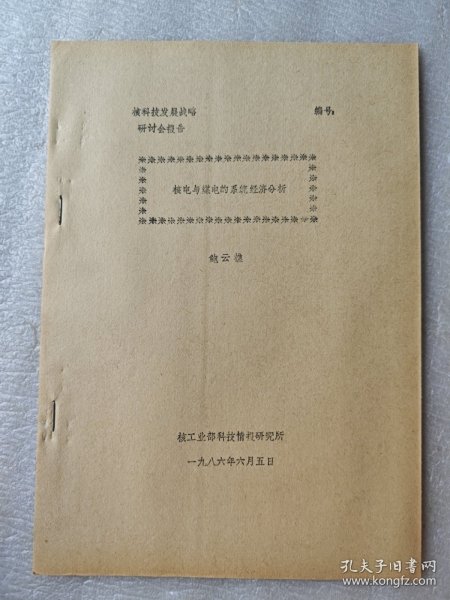 核科技发展战略 编号:
研讨会报告
核电与煤电的系统经济分析
鲍云樵
核工业部科技情报研究所
一九八六年六月五日
孔夫子旧书网
www.kongfz.com